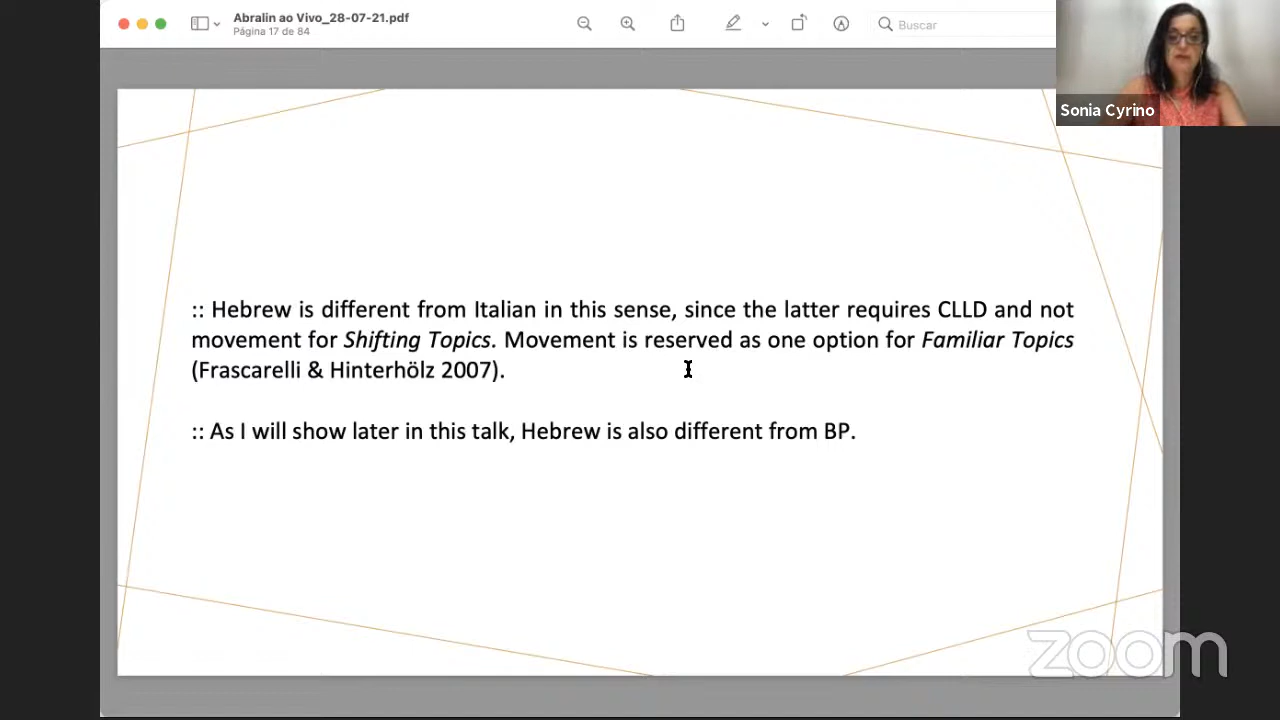 Abralin ao Vivo_28-07-21.pdf
Página 17 de 84
Buscar
Sonia Cyrino
:: Hebrew is different from Italian in this sense, since the latter requires CLLD and not
movement for Shifting Topics. Movement is reserved as one option for Familiar Topics
(Frascarelli & Hinterhölz 2007).
:: As I will show later in this talk, Hebrew is also different from BP.
zoom